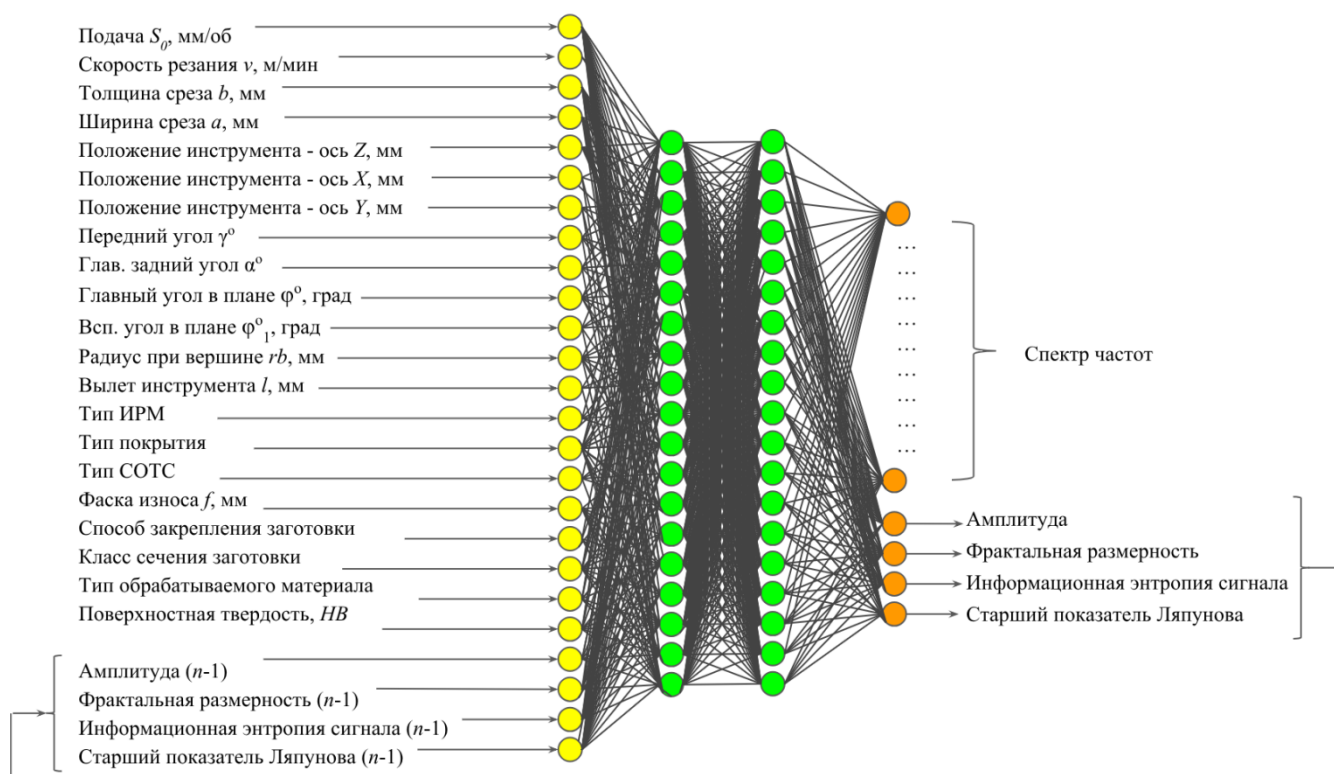 Подача S₀, мм/об
Скорость резания v, м/мин
Толщина среза b, мм
Ширина среза a, мм
Положение инструмента - ось Z, мм
Положение инструмента - ось X, мм
Положение инструмента - ось Y, мм
Передний угол γº
Глав. задний угол αº
Главный угол в плане φº, град
Всп. угол в плане φº₁, град
Радиус при вершине rb, мм
Вылет инструмента l, мм
Тип ИРМ
Тип покрытия
Тип СОТС
Фаска износа f, мм
Способ закрепления заготовки
Класс сечения заготовки
Тип обрабатываемого материала
Поверхностная твердость, HB
Амплитуда (n-1)
Фрактальная размерность (n-1)
Информационная энтропия сигнала (n-1)
Старший показатель Ляпунова (n-1)
…
…
…
…
…
…
…
…
…
Спектр частот
Амплитуда
Фрактальная размерность
Информационная энтропия сигнала
Старший показатель Ляпунова